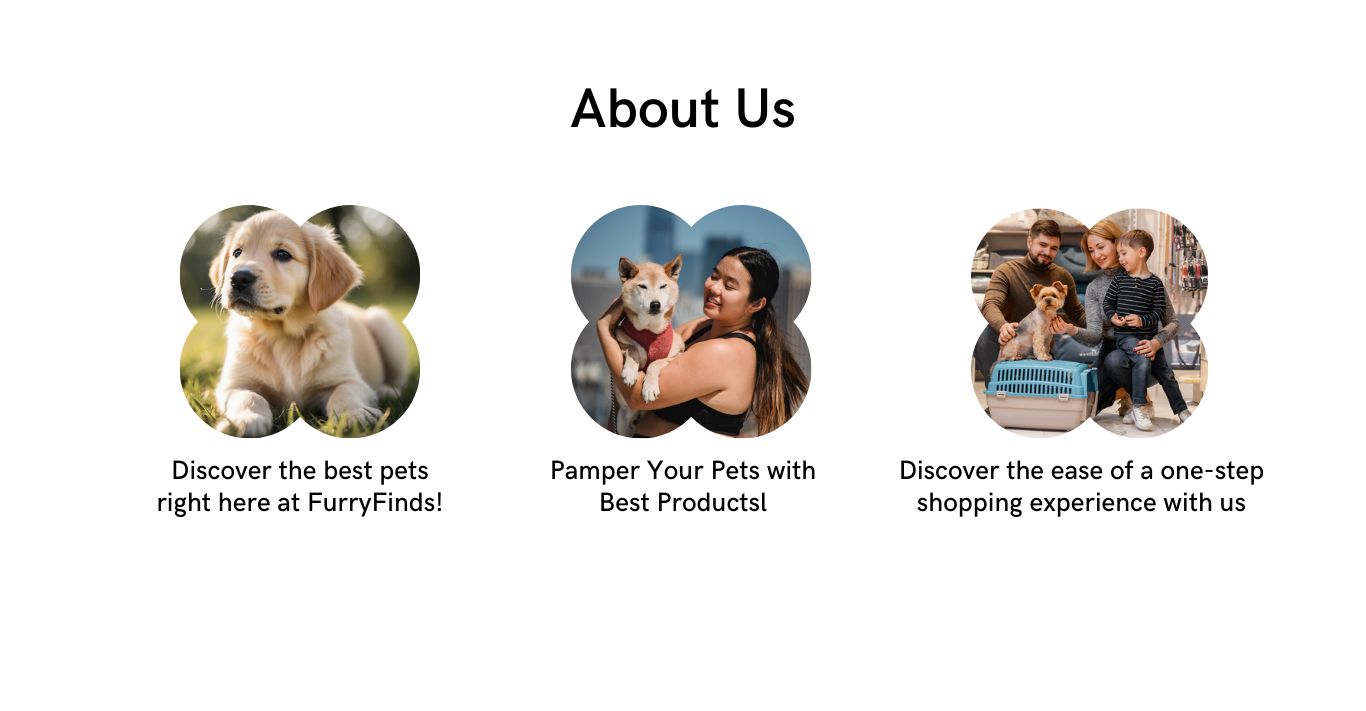 About Us
Discover the best pets
right here at FurryFinds!
Pamper Your Pets with
Best Productsl
Discover the ease of a one-step
shopping experience with us